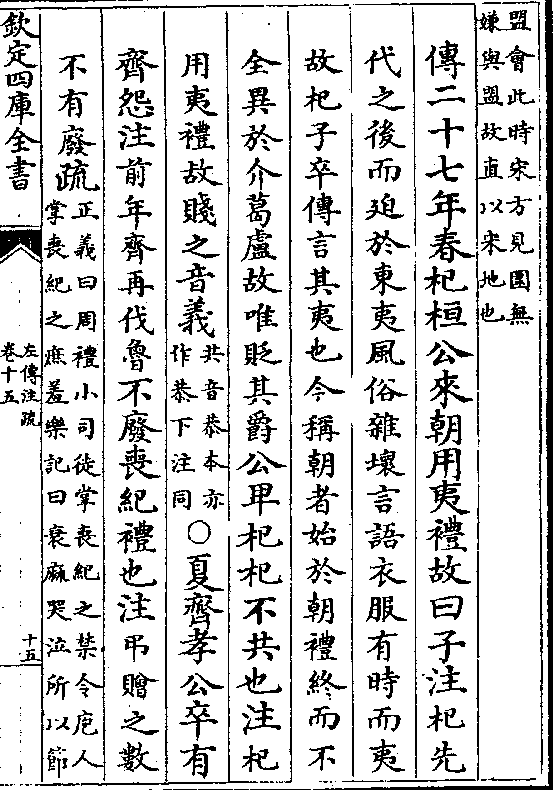 盟會此時宋方見圍無
嫌與盟故直以宋地也
傳二十七年春杞桓公來朝用夷禮故曰子注杞先
代之後而廹於東夷風俗雜壞言語衣服有時而夷
故杞子卒傳言其夷也今稱朝者始於朝禮終而不
全異於介葛盧故唯貶其爵公卑杞杞不共也注杞
用夷禮故賤之音義
共音恭本亦
作恭下注同
○夏齊孝公卒有
齊怨注前年齊再伐魯不廢喪紀禮也注弔贈之數
不有廢疏
正義曰周禮小司徒掌喪紀之禁令庖人
掌喪紀之庶羞樂記曰衰麻哭泣所以節
欽定四庫全書
左傳注疏
卷十五
十五